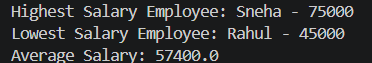 Highest Salary Employee: Sneha - 75000
Lowest Salary Employee: Rahul - 45000
Average Salary: 57400.0